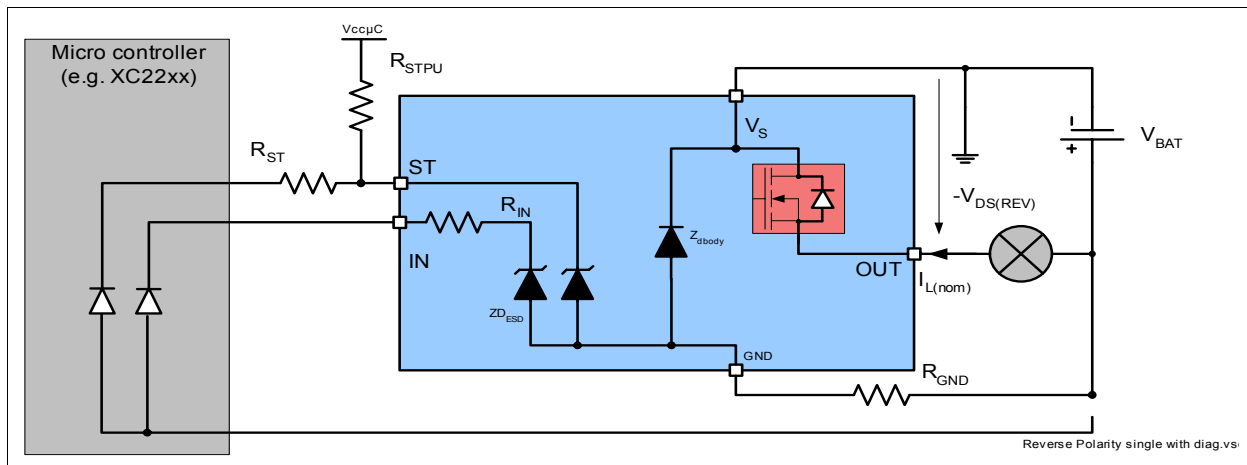 Micro controller
(e.g. XC22xx)
VccµC
RSTPU
RST
ST
RIN
IN
ZDESD
Zdbody
VS
GND
OUT
RGND
-VDS(REV)
IL(nom)
VBAT
+
Reverse Polarity single with diag.vs